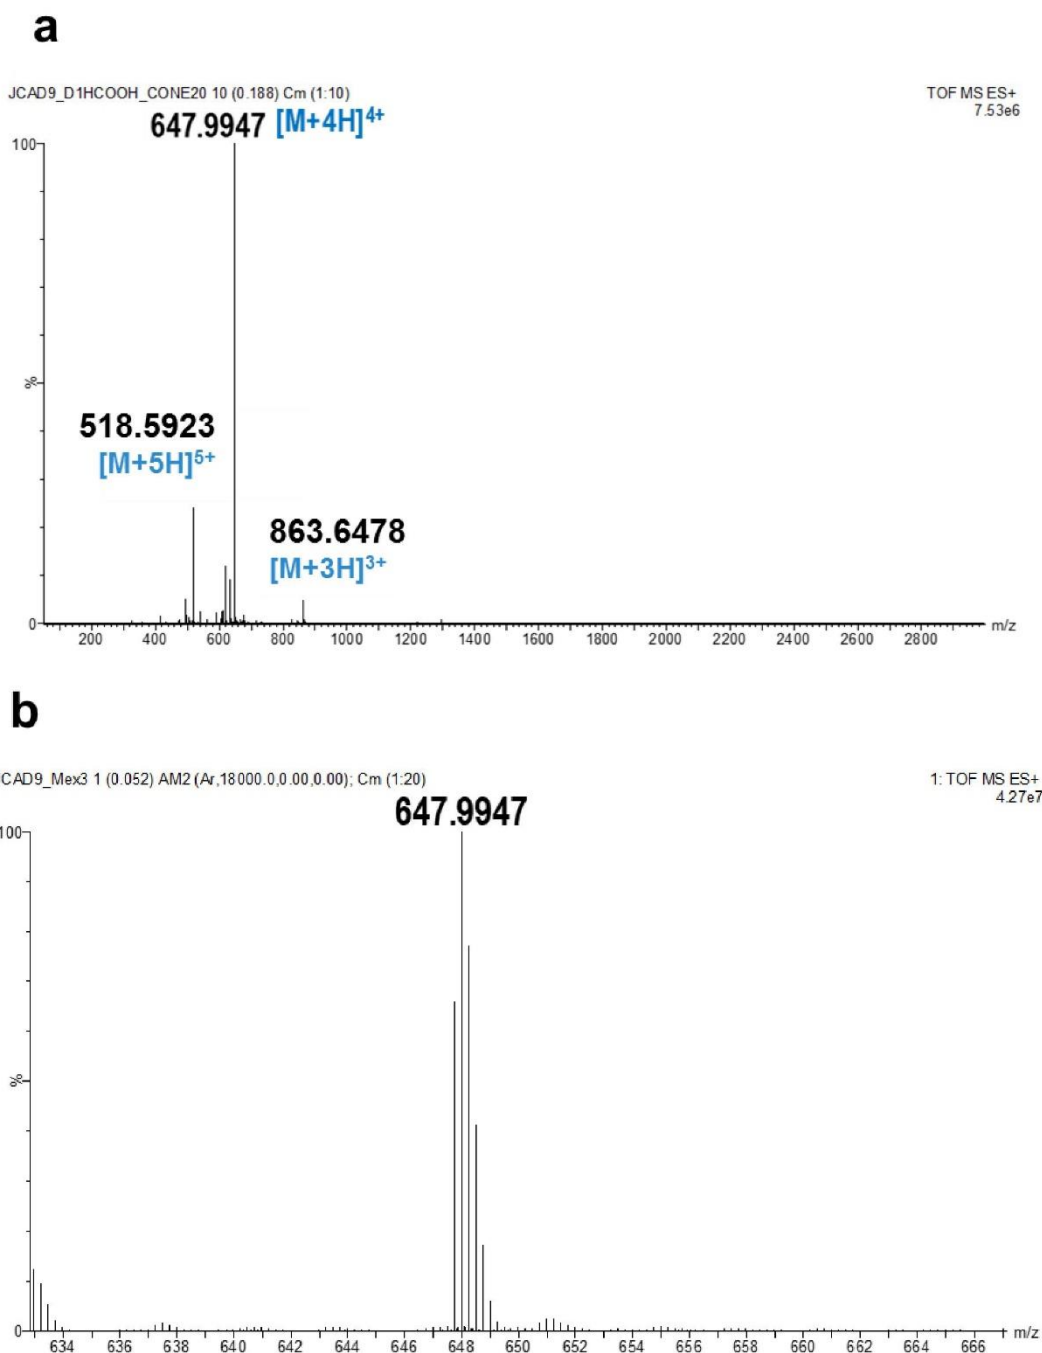 a
JCAD9_D1HCOOH_CONE20 10 (0.188) Cm (1:10)
TOF MS ES+
7.53e6
647.9947 [M+4H]4+
100
%
518.5923
[M+5H]5+
863.6478
[M+3H]3+
0
m/z
200 400 600 800 1000 1200 1400 1600 1800 2000 2200 2400 2600 2800
b
CAD9_Mex3 1 (0.052) AM2 (Ar,18000.0,0.00,0.00); Cm (1:20)
1: TOF MS ES+
4.27e7
647.9947
100
%
0
m/z
634 636 638 640 642 644 646 648 650 652 654 656 658 660 662 664 666